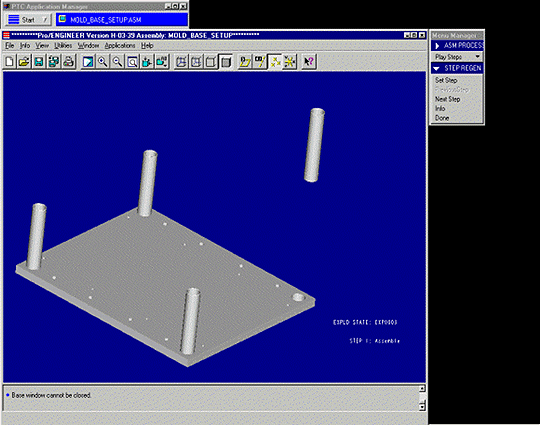 PTC Application Manager
Start
MOLD_BASE_SETUP.ASM
**********Pro/ENGINEER Version H-03-39 Assembly: MOLD_BASE_SETUP**********
File Info View Utilities Window Applications Help
Menu Manager
ASM PROCESS
Play Steps
STEP REGEN
Set Step
PreviousStep
Next Step
Info
Done
EXPLD STATE: EXP0003
STEP 1: Assemble
Base window cannot be closed.